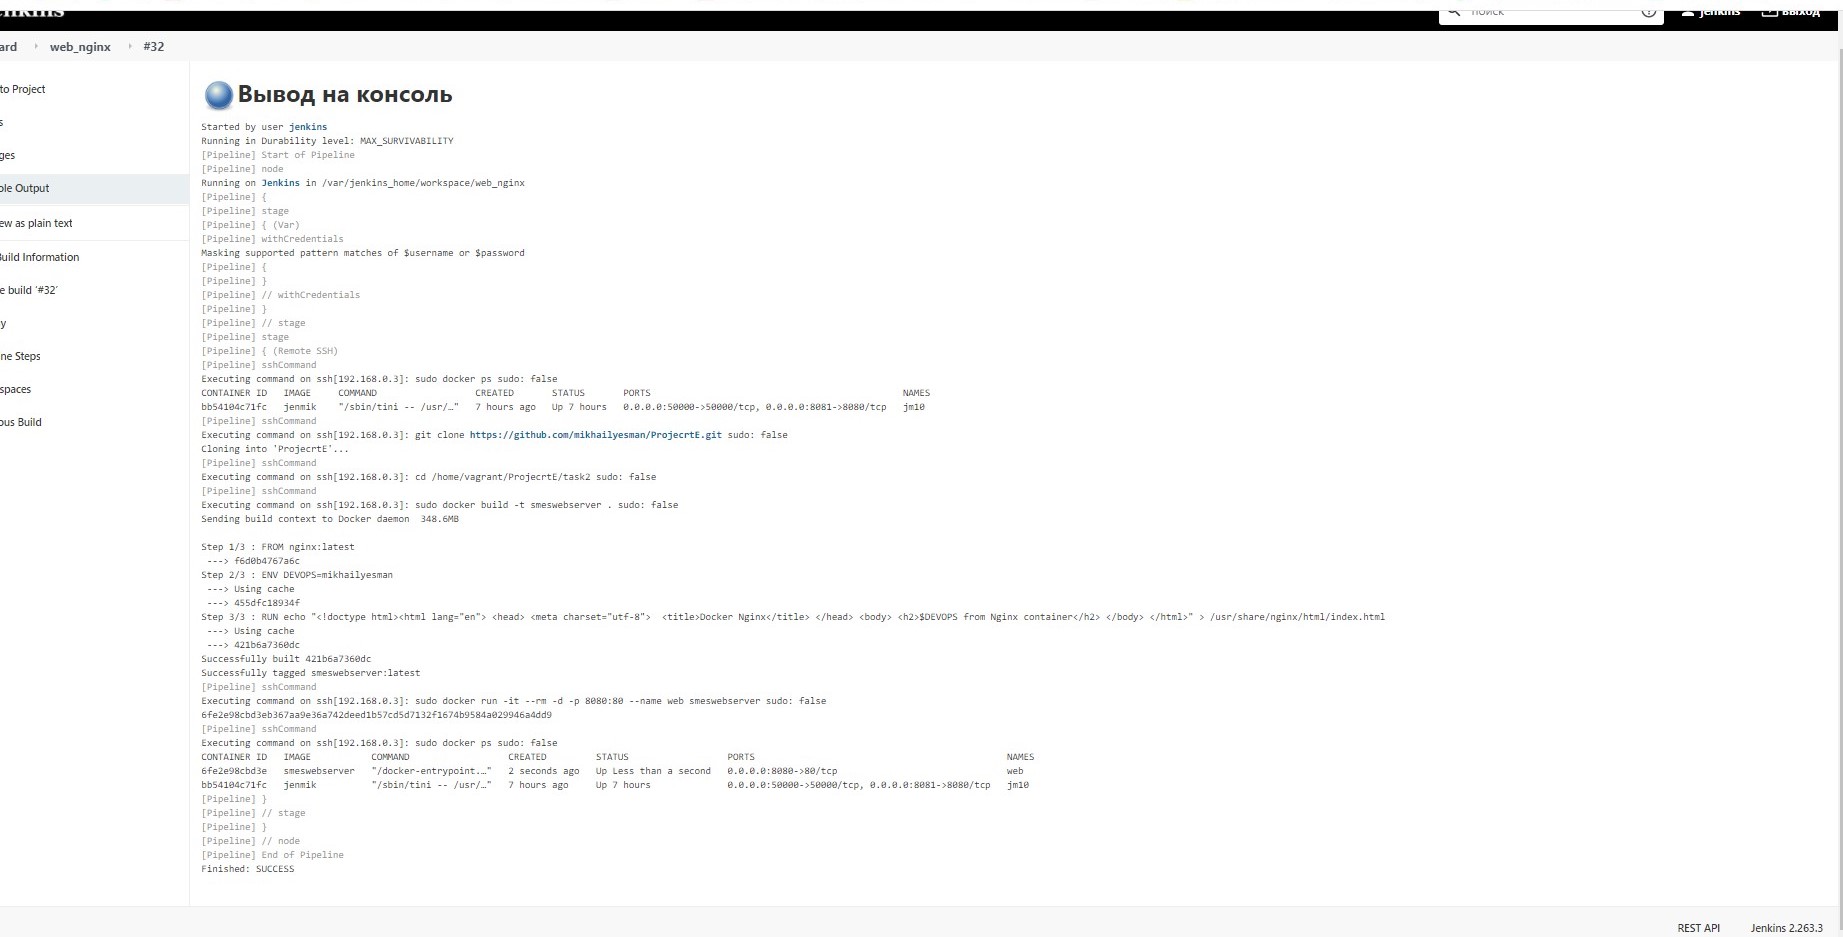 Jenkins
поиск
jenkins
выход
ard web_nginx #32
to Project
s
ges
ole Output
ew as plain text
Build Information
e build ‘#32’
y
ne Steps
spaces
ous Build
Вывод на консоль
Started by user jenkins
Running in Durability level: MAX_SURVIVABILITY
[Pipeline] Start of Pipeline
[Pipeline] node
Running on Jenkins in /var/jenkins_home/workspace/web_nginx
[Pipeline] {
[Pipeline] stage
[Pipeline] { (Var)
[Pipeline] withCredentials
Masking supported pattern matches of $username or $password
[Pipeline] {
[Pipeline] }
[Pipeline] // withCredentials
[Pipeline] }
[Pipeline] // stage
[Pipeline] stage
[Pipeline] { (Remote SSH)
[Pipeline] sshCommand
Executing command on ssh[192.168.0.3]: sudo docker ps sudo: false
CONTAINER ID IMAGE COMMAND CREATED STATUS PORTS NAMES
bb54104c71fc jenmik "/sbin/tini -- /usr/…" 7 hours ago Up 7 hours 0.0.0.0:50000->50000/tcp, 0.0.0.0:8081->8080/tcp jm10
[Pipeline] sshCommand
Executing command on ssh[192.168.0.3]: git clone https://github.com/mikhailyesman/ProjecrtE.git sudo: false
Cloning into 'ProjecrtE'...
[Pipeline] sshCommand
Executing command on ssh[192.168.0.3]: cd /home/vagrant/ProjecrtE/task2 sudo: false
[Pipeline] sshCommand
Executing command on ssh[192.168.0.3]: sudo docker build -t smeswebserver . sudo: false
Sending build context to Docker daemon 348.6MB
Step 1/3 : FROM nginx:latest
---> f6d0b4767a6c
Step 2/3 : ENV DEVOPS=mikhailyesman
---> Using cache
---> 455dfc18934f
Step 3/3 : RUN echo "<!doctype html><html lang="en"> <head> <meta charset="utf-8"> <title>Docker Nginx</title> </head> <body> <h2>$DEVOPS from Nginx container</h2> </body> </html>" > /usr/share/nginx/html/index.html
---> Using cache
---> 421b6a7360dc
Successfully built 421b6a7360dc
Successfully tagged smeswebserver:latest
[Pipeline] sshCommand
Executing command on ssh[192.168.0.3]: sudo docker run -it --rm -d -p 8080:80 --name web smeswebserver sudo: false
6fe2e98cbd3eb367aa9e36a742deed1b57cd5d7132f1674b9584a029946a4dd9
[Pipeline] sshCommand
Executing command on ssh[192.168.0.3]: sudo docker ps sudo: false
CONTAINER ID IMAGE COMMAND CREATED STATUS PORTS NAMES
6fe2e98cbd3e smeswebserver "/docker-entrypoint.…" 2 seconds ago Up Less than a second 0.0.0.0:8080->80/tcp web
bb54104c71fc jenmik "/sbin/tini -- /usr/…" 7 hours ago Up 7 hours 0.0.0.0:50000->50000/tcp, 0.0.0.0:8081->8080/tcp jm10
[Pipeline] }
[Pipeline] // stage
[Pipeline] }
[Pipeline] // node
[Pipeline] End of Pipeline
Finished: SUCCESS
REST API Jenkins 2.263.3